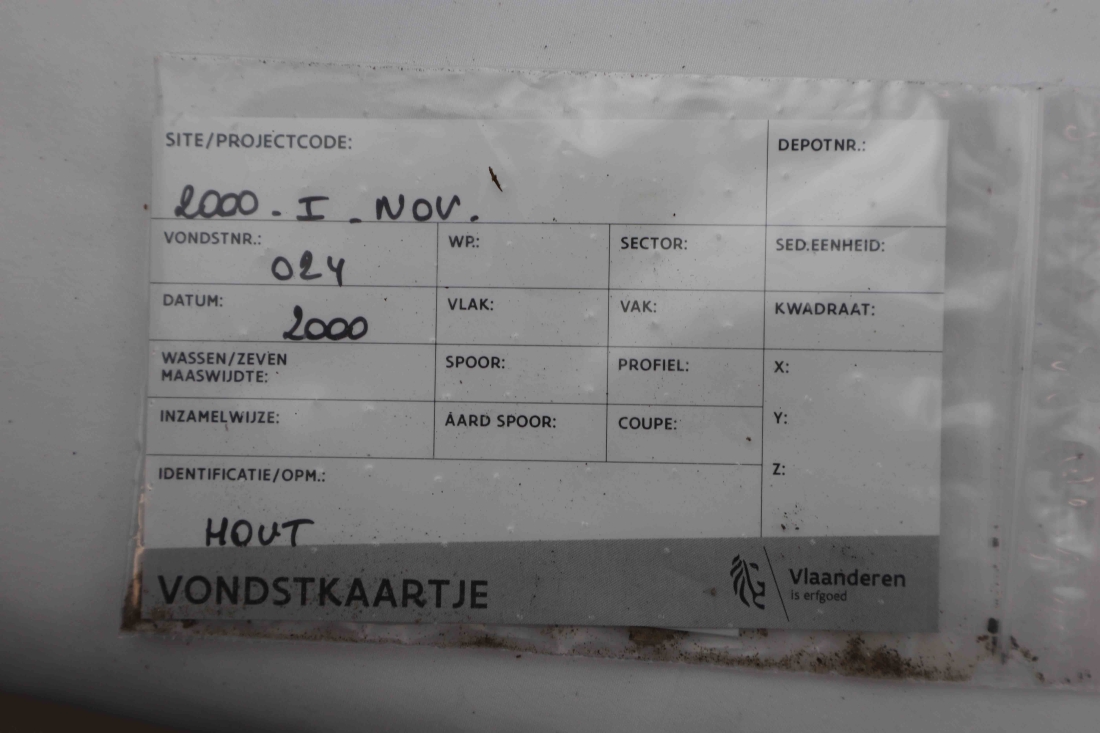 SITE/PROJECTCODE: DEPOTNR.:
2000 - I - NOV.
VONDSTNR.: WP.: SECTOR: SED.EENHEID:
024
DATUM: VLAK: VAK: KWADRAAT:
2000
WASSEN/ZEVEN SPOOR: PROFIEL: X:
MAASWIJDTE:
INZAMELWIJZE: AARD SPOOR: COUPE: Y:
IDENTIFICATIE/OPM.: Z:
HOUT
VONDSTKAARTJE Vlaanderen
is erfgoed